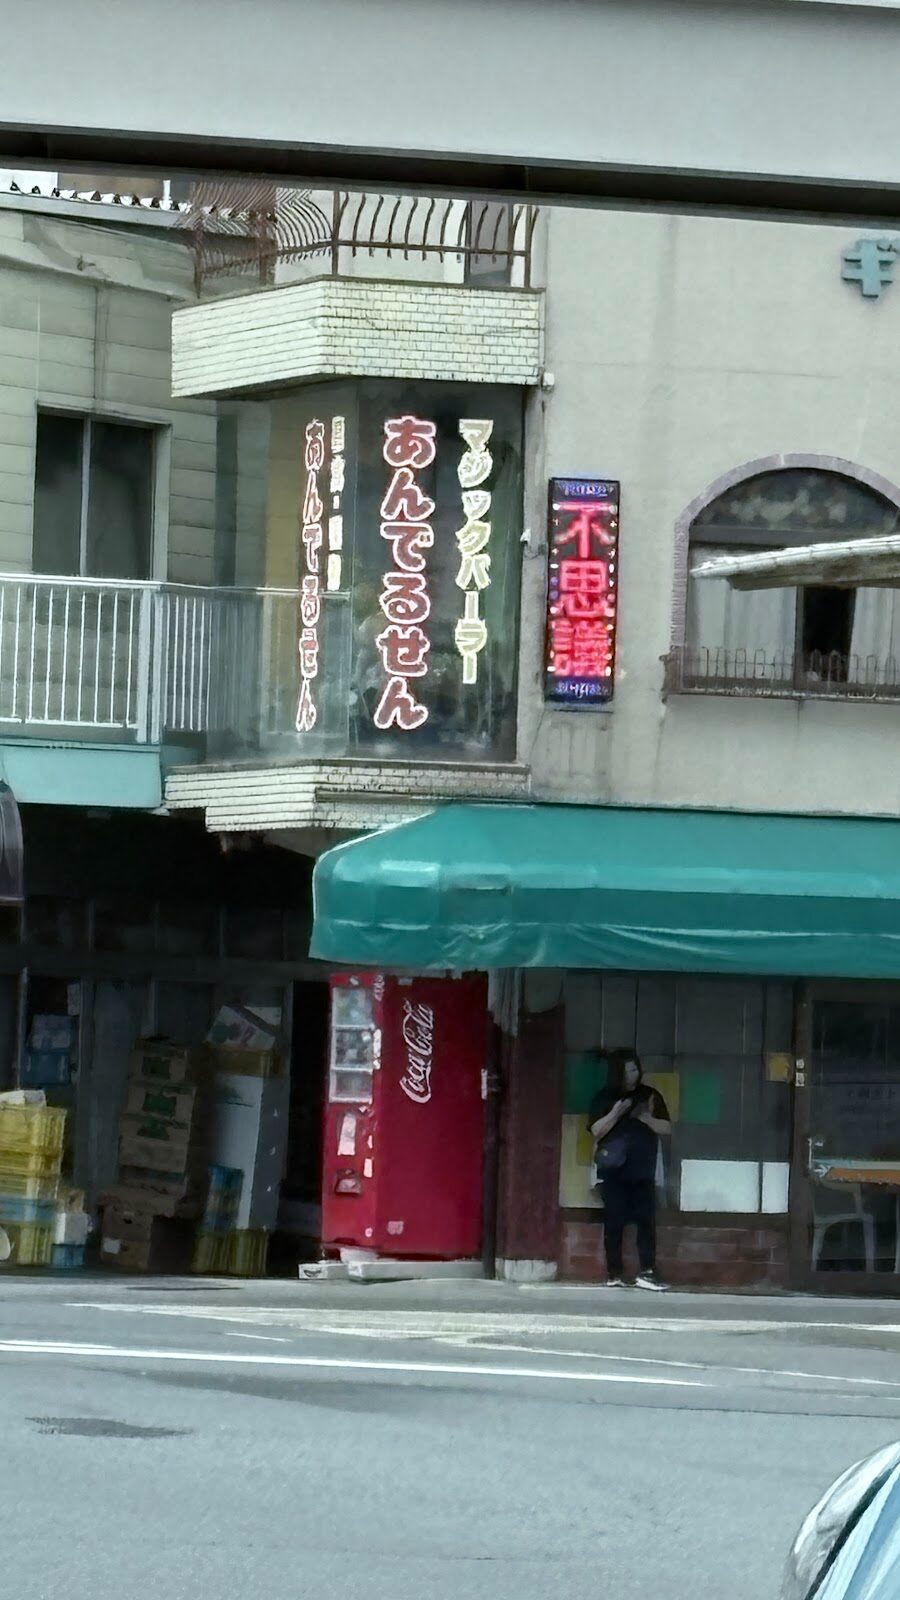 ギ
マジックパーラー
あんでるせん
あんでるせん
不思議
Coca-Cola